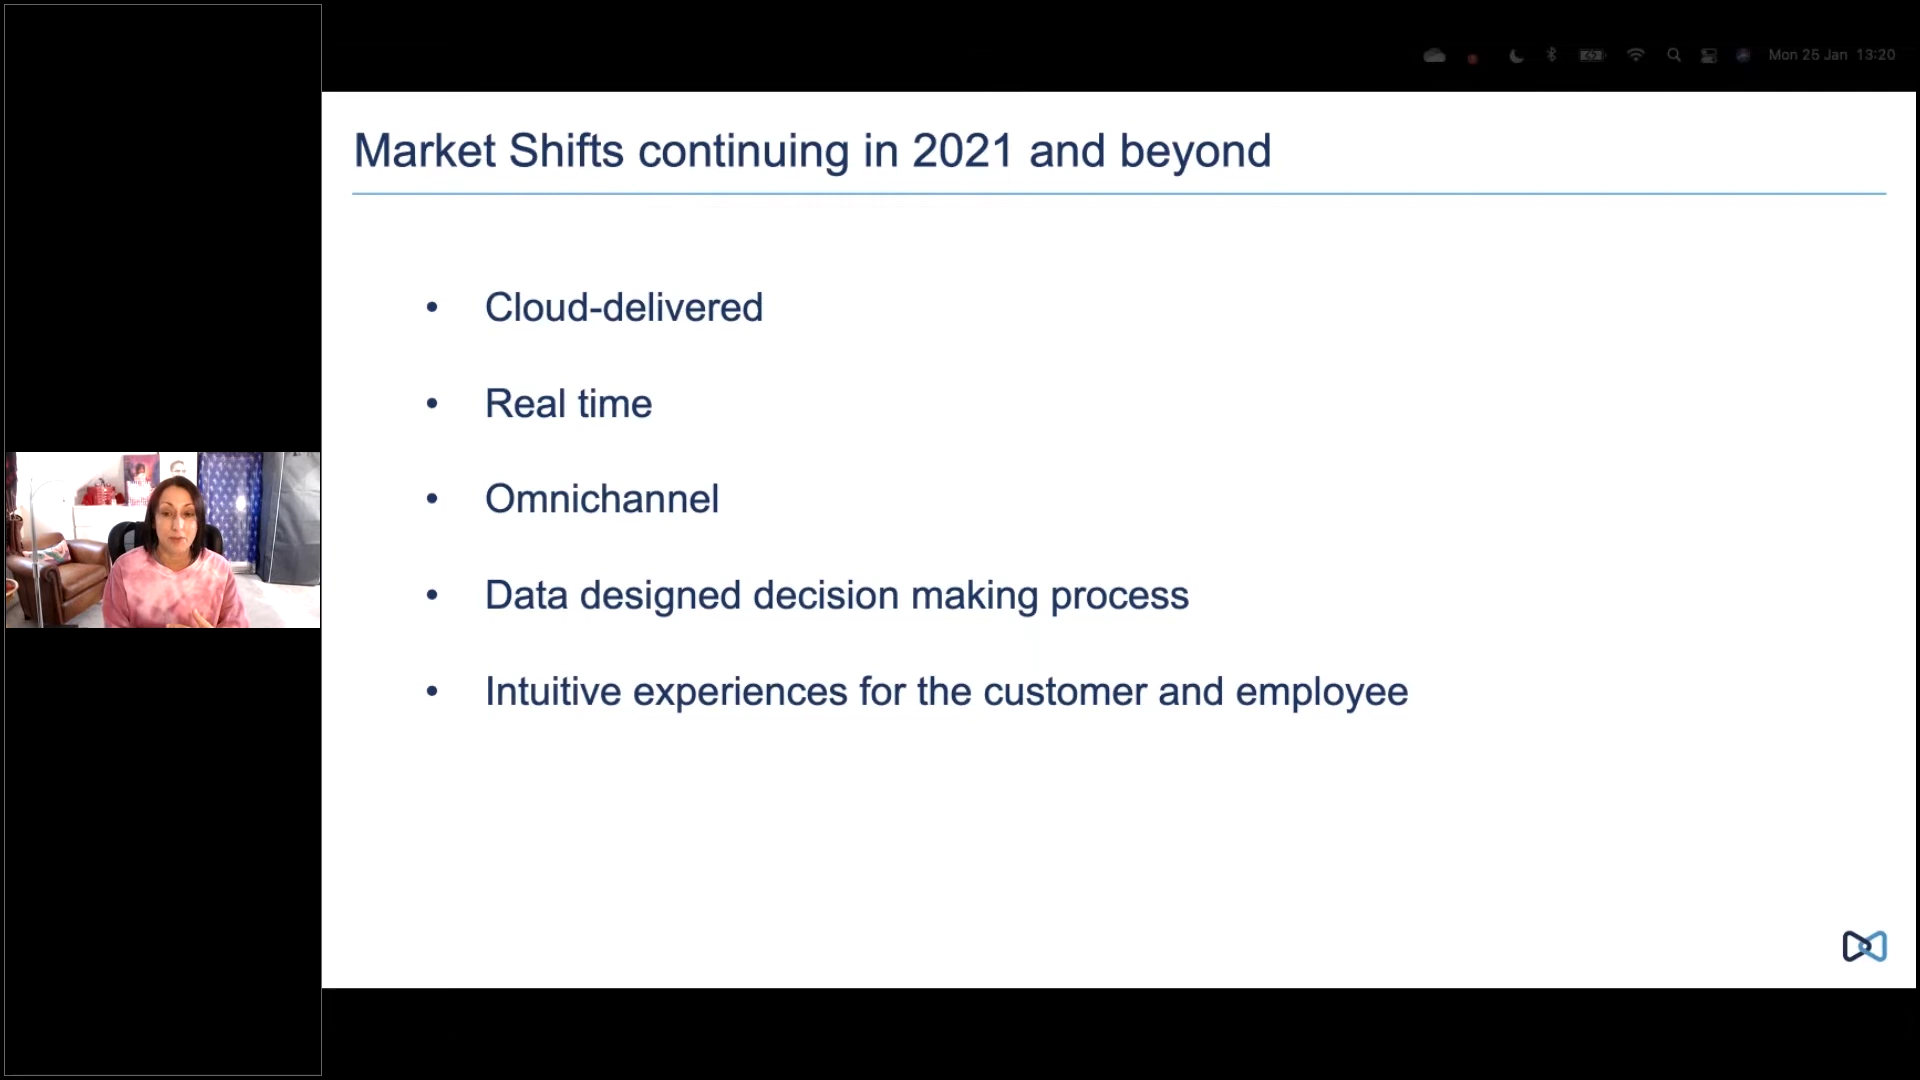 Mon 25 Jan 13:20
Market Shifts continuing in 2021 and beyond
• Cloud-delivered
• Real time
• Omnichannel
• Data designed decision making process
• Intuitive experiences for the customer and employee